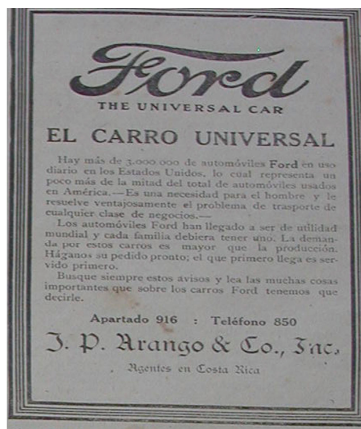 Ford
THE UNIVERSAL CAR
EL CARRO UNIVERSAL
Hay más de 3.000 000 de automóviles Ford en uso
diario en los Estados Unidos, lo cual representa un
poco más de la mitad del total de automóviles usados
en América.—Es una necesidad para el hombre y le
resuelve ventajosamente el problema de trasporte de
cualquier clase de negocios.—
Los automóviles Ford han llegado a ser de utilidad
mundial y cada familia debiera tener uno. La deman-
da por estos carros es mayor que la producción.
Háganos su pedido pronto; el que primero llega es ser-
vido primero.
Busque siempre estos avisos y lea las muchas cosas
importantes que sobre los carros Ford tenemos que
decirle.
Apartado 916 : Teléfono 850
J. P. Arango & Co., Inc.
Agentes en Costa Rica